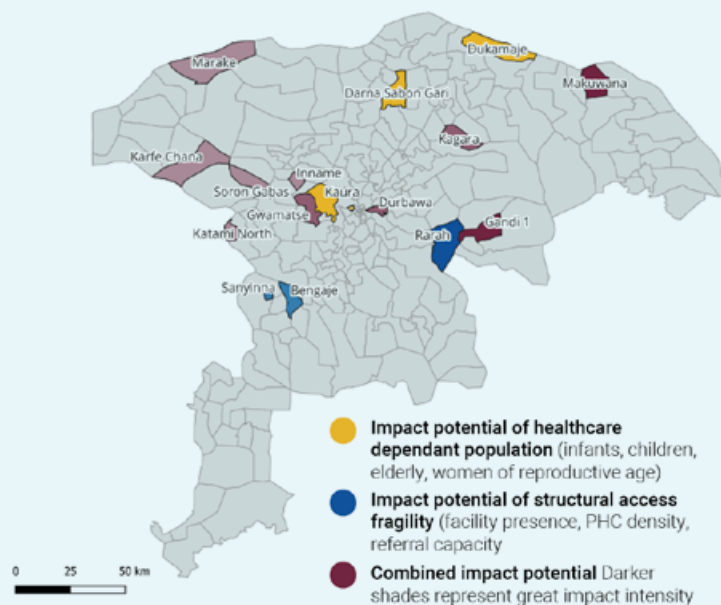 Dukamaje
Marake
Makuwana
Darna Sabon Gari
Kagara
Karfe Chana
Inname
Soron Gabas
Kaura
Gwamatse
Durbawa
Gandi 1
Katami North
Rarah
Sanyinna
Bengaje
Impact potential of healthcare
dependant population (infants, children,
elderly, women of reproductive age)
Impact potential of structural access
fragility (facility presence, PHC density,
referral capacity
Combined impact potential Darker
shades represent great impact intensity
0 25 50 km